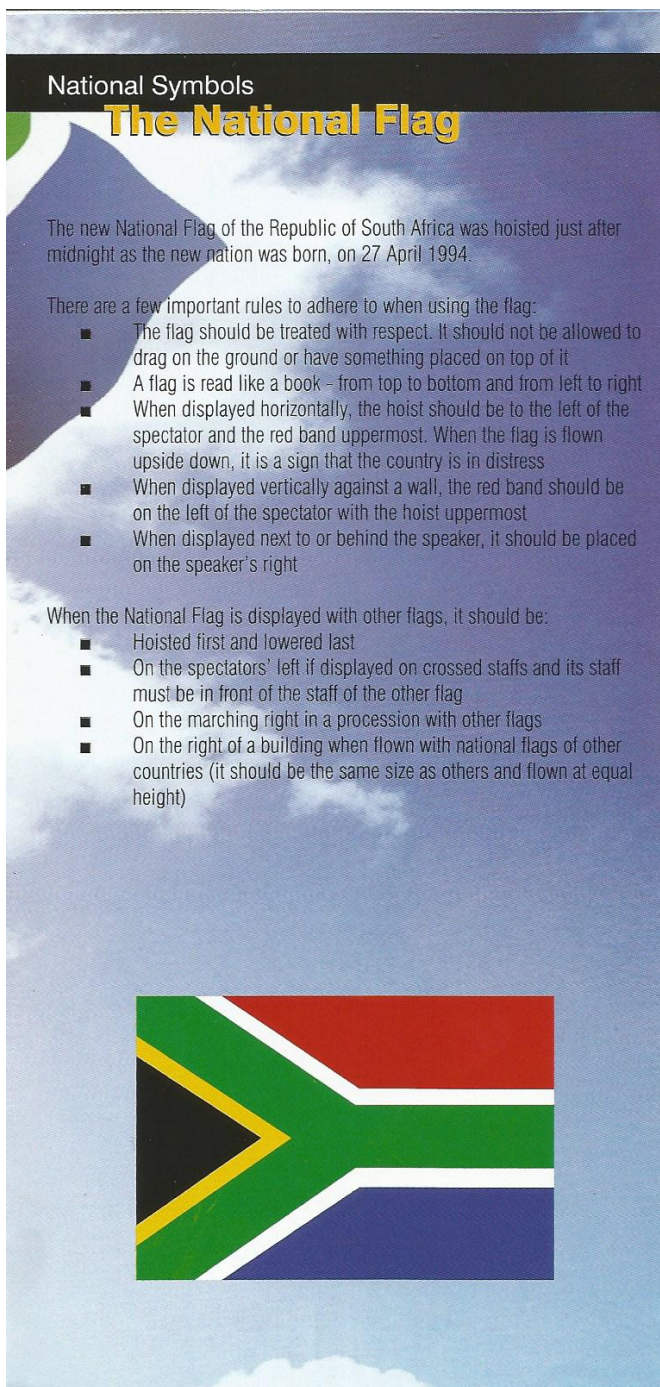 National Symbols
The National Flag
The new National Flag of the Republic of South Africa was hoisted just after
midnight as the new nation was born, on 27 April 1994.
There are a few important rules to adhere to when using the flag:
■ The flag should be treated with respect. It should not be allowed to
drag on the ground or have something placed on top of it
■ A flag is read like a book - from top to bottom and from left to right
■ When displayed horizontally, the hoist should be to the left of the
spectator and the red band uppermost. When the flag is flown
upside down, it is a sign that the country is in distress
■ When displayed vertically against a wall, the red band should be
on the left of the spectator with the hoist uppermost
■ When displayed next to or behind the speaker, it should be placed
on the speaker's right
When the National Flag is displayed with other flags, it should be:
■ Hoisted first and lowered last
■ On the spectators' left if displayed on crossed staffs and its staff
must be in front of the staff of the other flag
■ On the marching right in a procession with other flags
■ On the right of a building when flown with national flags of other
countries (it should be the same size as others and flown at equal
height)